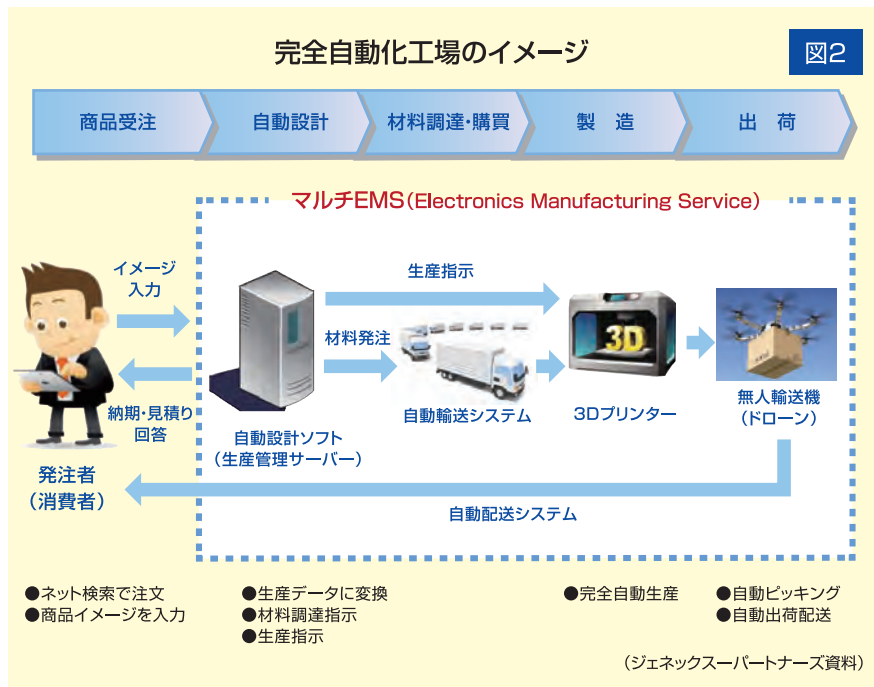 完全自動化工場のイメージ
図2
商品受注
自動設計
材料調達・購買
製 造
出 荷
マルチEMS(Electronics Manufacturing Service)
イメージ
入力
納期・見積り
回答
発注者
(消費者)
生産指示
材料発注
自動設計ソフト
(生産管理サーバー)
自動輸送システム
3D
3Dプリンター
無人輸送機
(ドローン)
自動配送システム
●ネット検索で注文
●商品イメージを入力
●生産データに変換
●材料調達指示
●生産指示
●完全自動生産
●自動ピッキング
●自動出荷配送
(ジェネックスーパートナーズ資料)